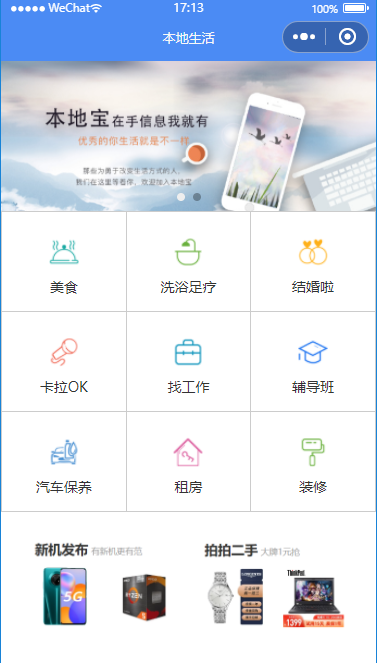 WeChat 17:13 100%
本地生活
本地宝在手信息我就有
优秀的你生活就是不一样
那些为勇于改变生活方式的人，
我们在这里等着你，欢迎加入本地宝
美食 洗浴足疗 结婚啦
卡拉OK 找工作 辅导班
汽车保养 租房 装修
新机发布 有新机更有范 拍拍二手 大牌1元抢
5G RYZEN LONGINES ThinkPad
1399